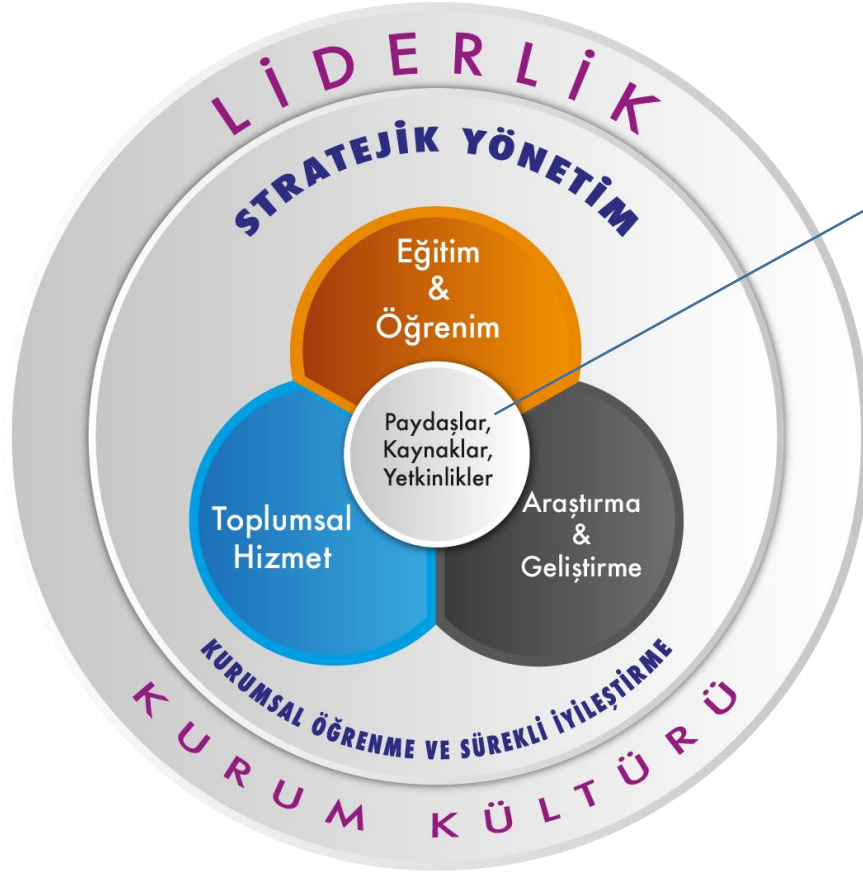 LİDERLİK
STRATEJİK YÖNETİM
Eğitim
&
Öğrenim
Paydaşlar,
Kaynaklar,
Yetkinlikler
Toplumsal
Hizmet
Araştırma
&
Geliştirme
KURUMSAL ÖĞRENME VE SÜREKLİ İYİLEŞTİRME
KURUM KÜLTÜRÜ